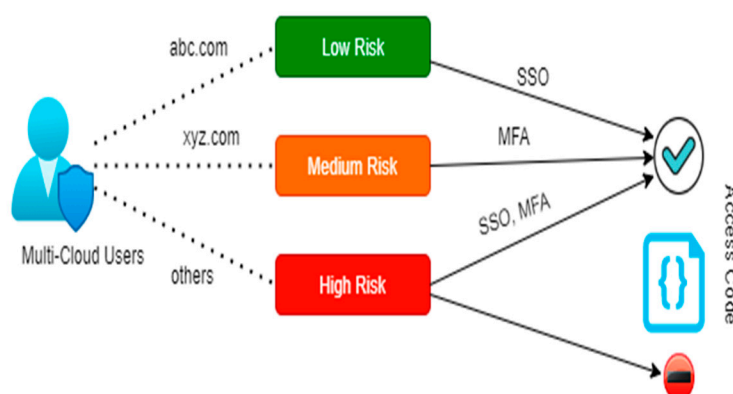 abc.com
Low Risk
SSO
xyz.com
Medium Risk
MFA
Multi-Cloud Users
others
High Risk
SSO, MFA
Access Code
{}